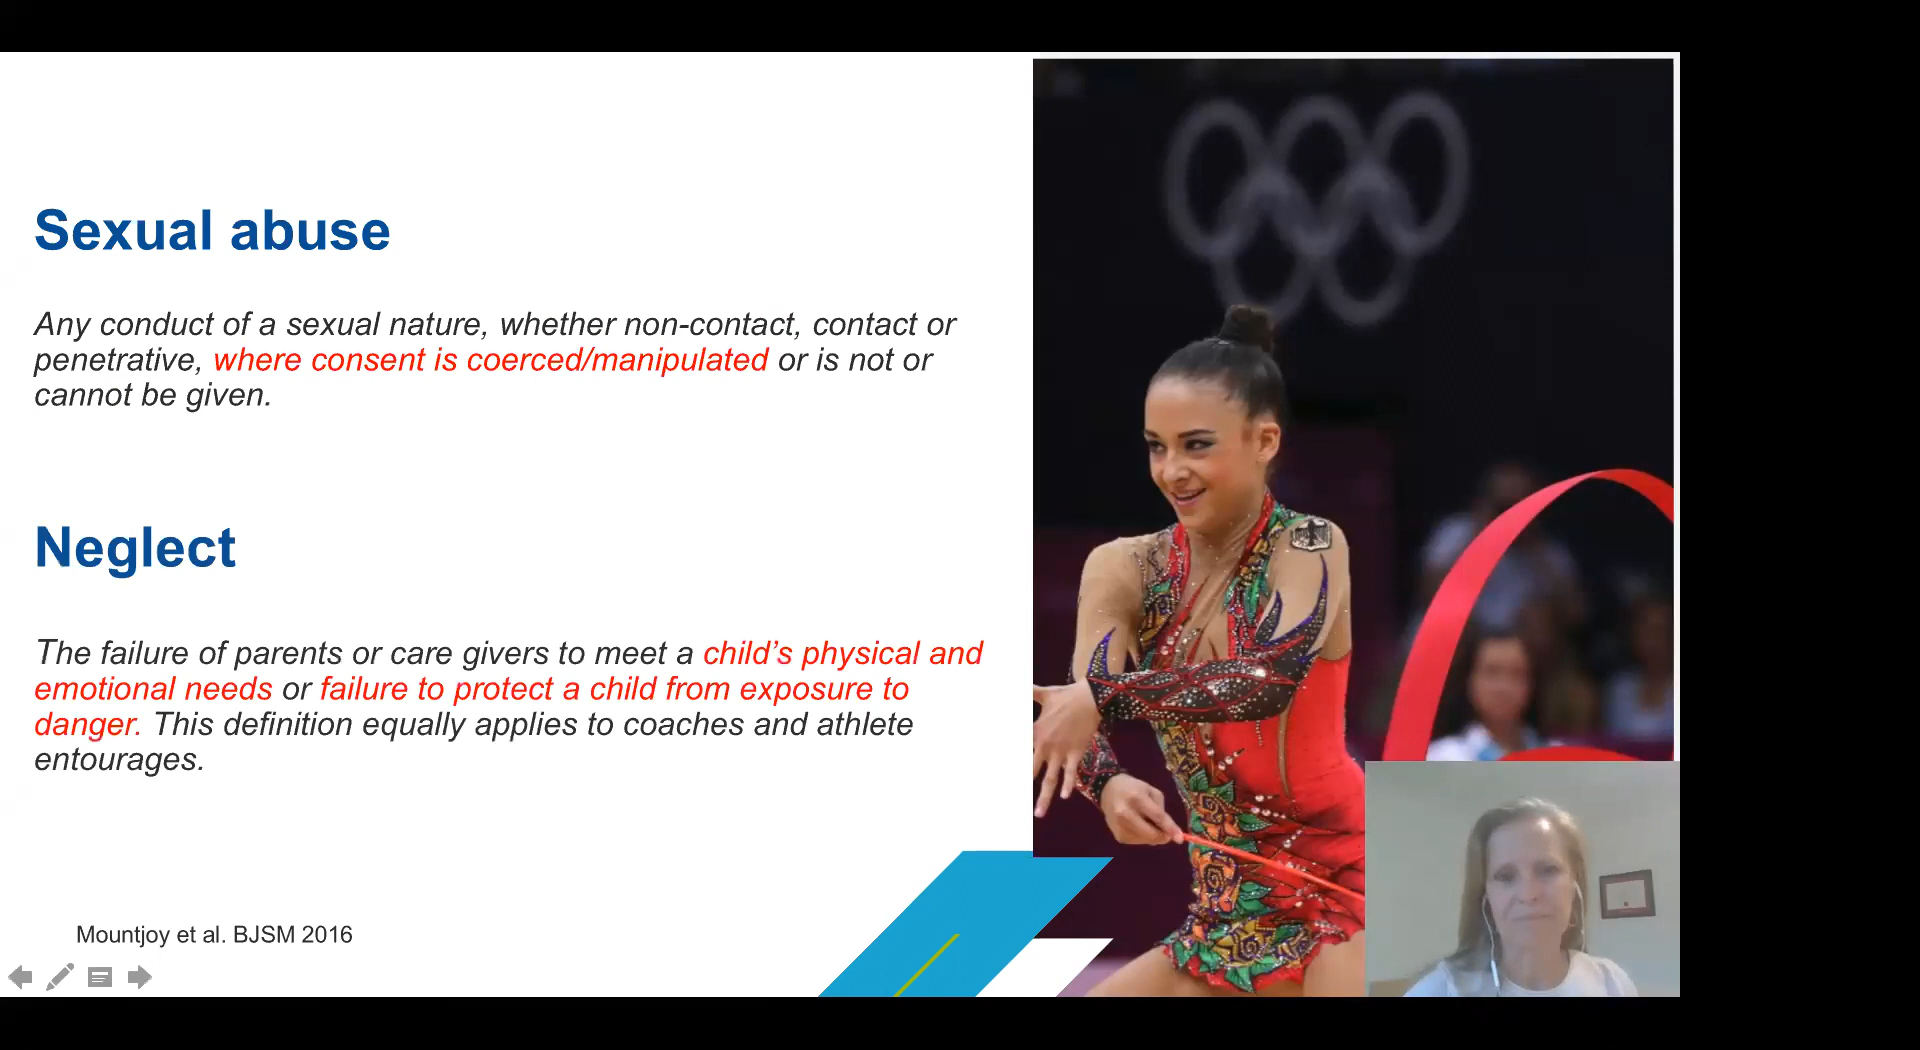 Sexual abuse
Any conduct of a sexual nature, whether non-contact, contact or
penetrative, where consent is coerced/manipulated or is not or
cannot be given.
Neglect
The failure of parents or care givers to meet a child’s physical and
emotional needs or failure to protect a child from exposure to
danger. This definition equally applies to coaches and athlete
entourages.
Mountjoy et al. BJSM 2016